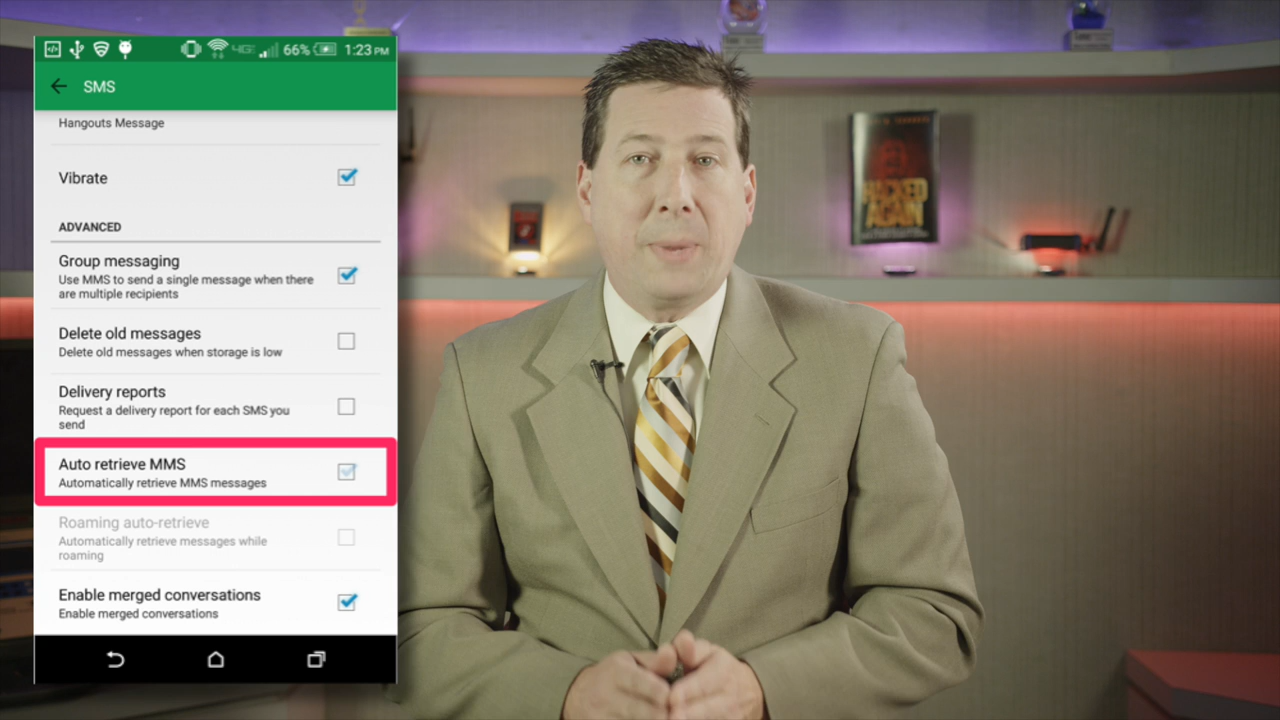 4G
66%
1:23 PM
SMS
Hangouts Message
Vibrate
ADVANCED
Group messaging
Use MMS to send a single message when there
are multiple recipients
Delete old messages
Delete old messages when storage is low
Delivery reports
Request a delivery report for each SMS you
send
Auto retrieve MMS
Automatically retrieve MMS messages
Roaming auto-retrieve
Automatically retrieve messages while
roaming
Enable merged conversations
Enable merged conversations
HACKED
AGAIN